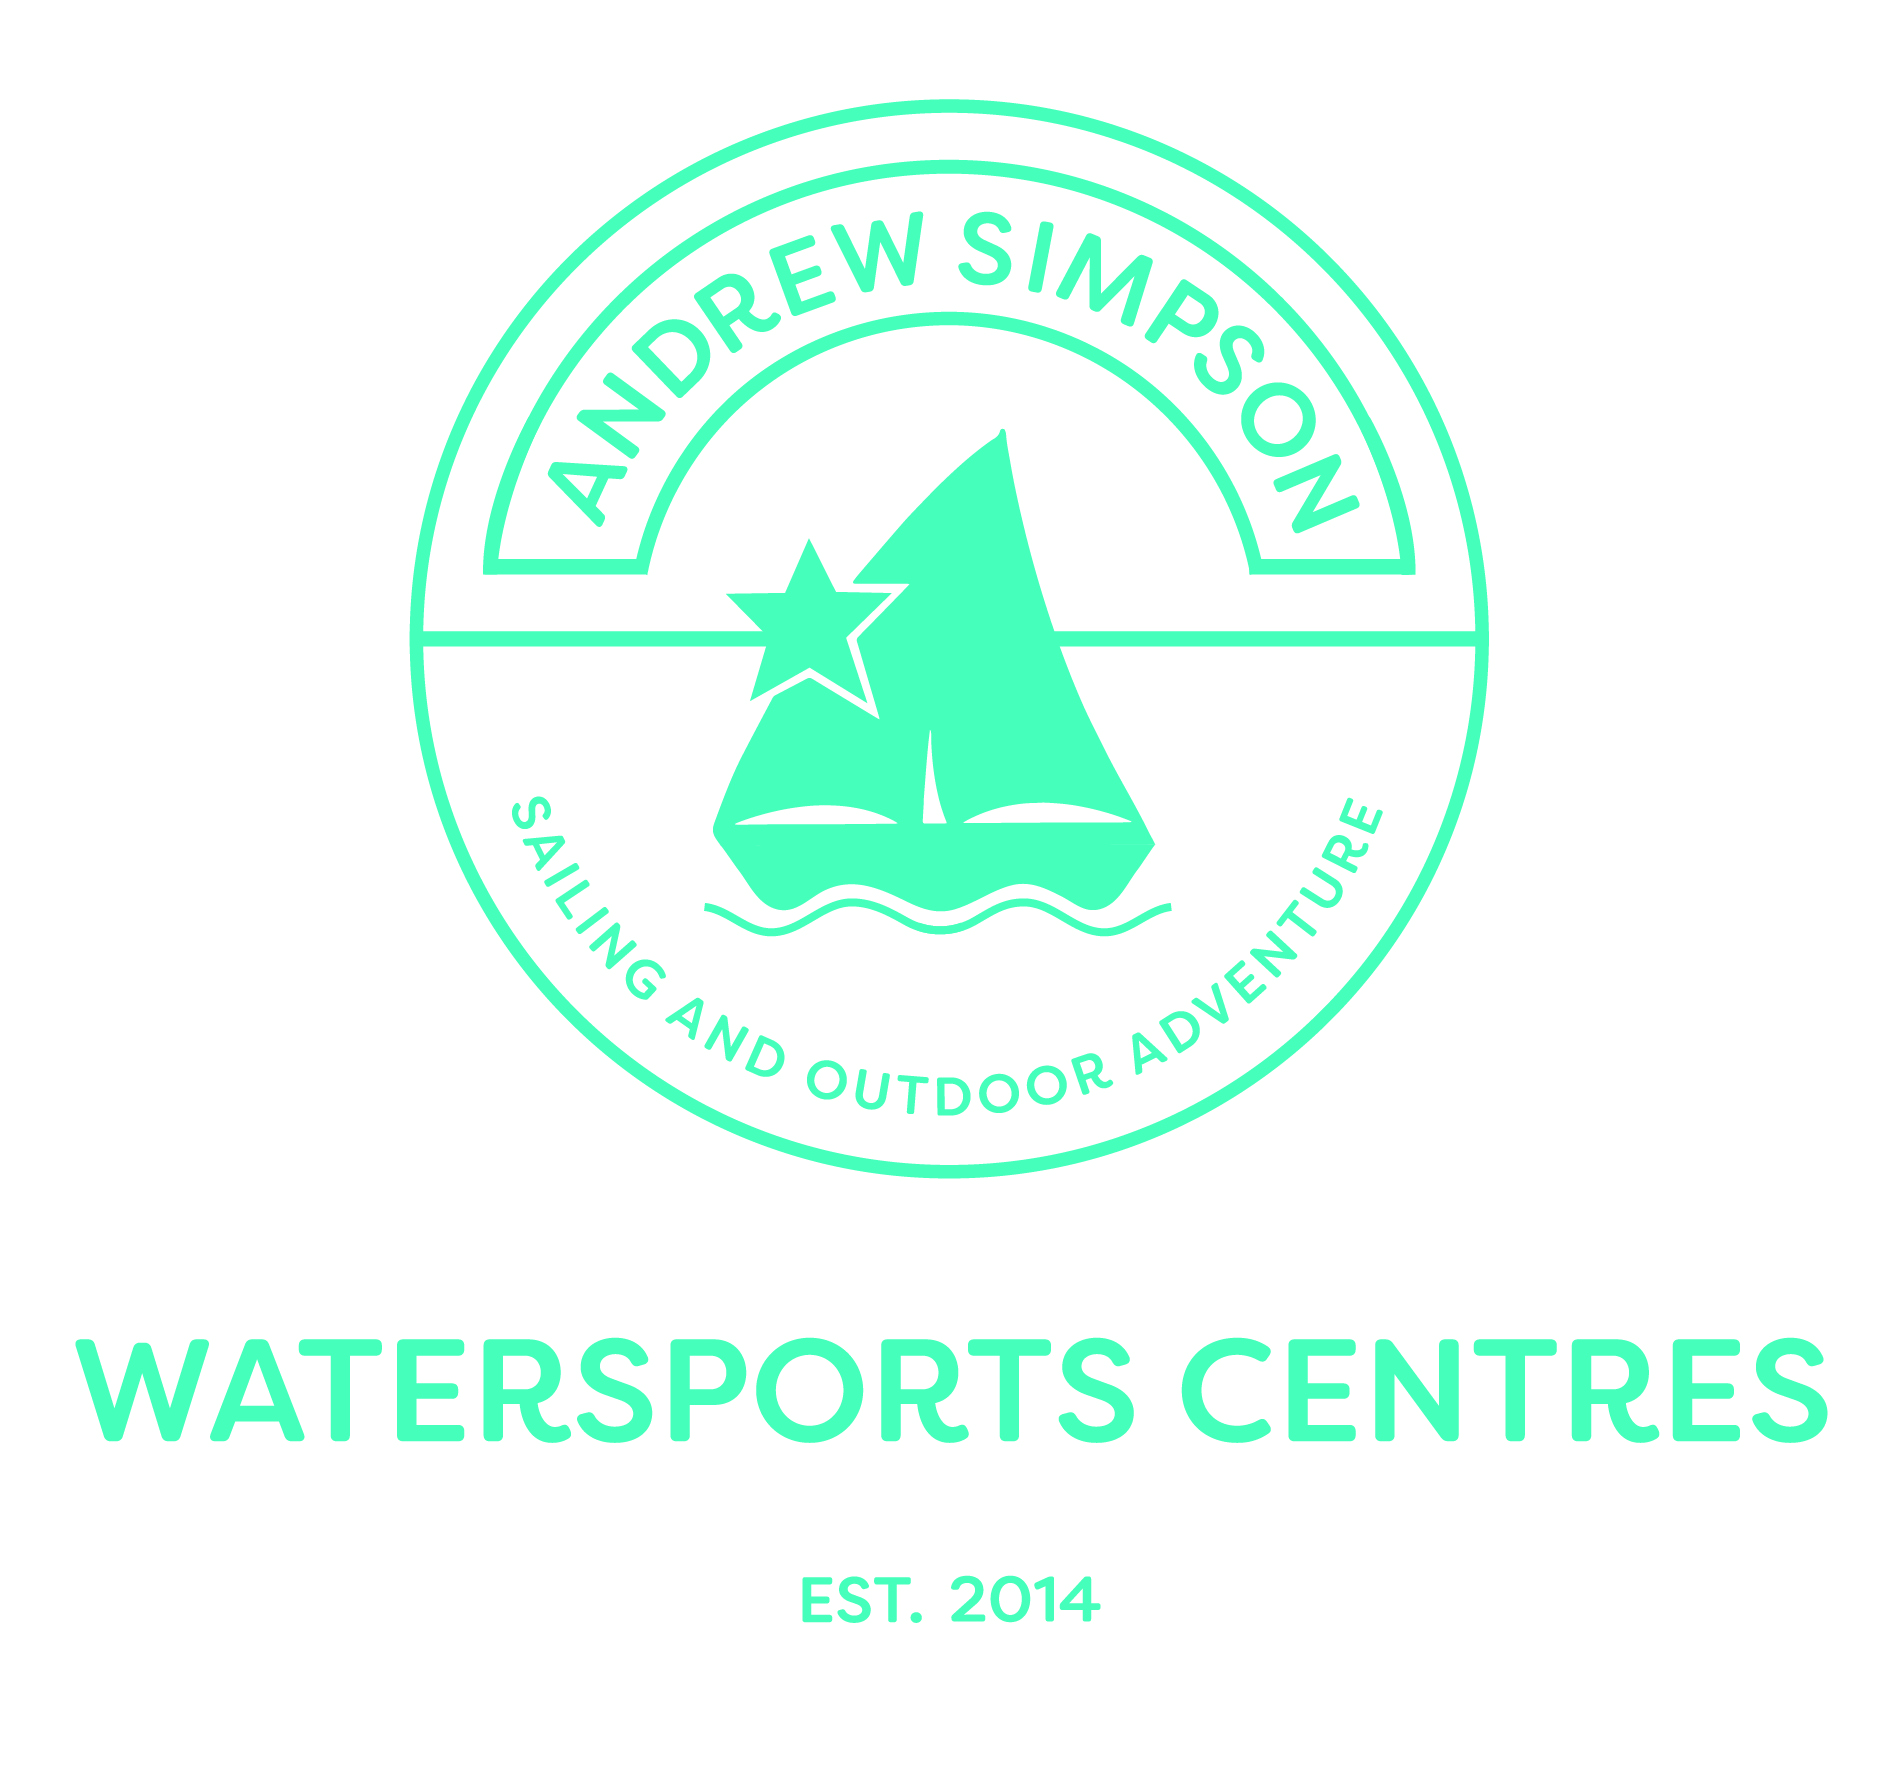 ANDREW SIMPSON
SAILING AND OUTDOOR ADVENTURE
WATERSPORTS CENTRES
EST. 2014